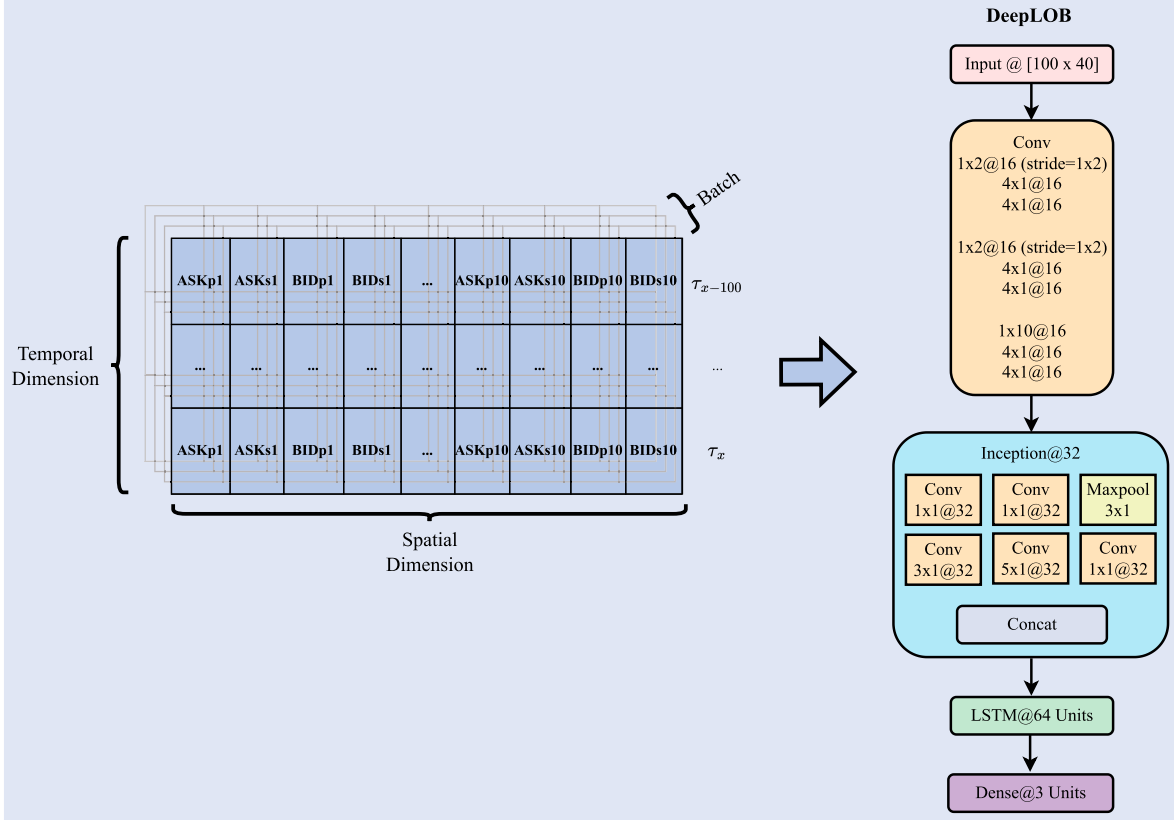 DeepLOB
Input @ [100 x 40]
Conv
1x2@16 (stride=1x2)
4x1@16
4x1@16
1x2@16 (stride=1x2)
4x1@16
4x1@16
1x10@16
4x1@16
4x1@16
Inception@32
Conv
1x1@32
Conv
1x1@32
Maxpool
3x1
Conv
3x1@32
Conv
5x1@32
Conv
1x1@32
Concat
LSTM@64 Units
Dense@3 Units
Batch
ASKp1 ASKs1 BIDp1 BIDs1 ... ASKp10 ASKs10 BIDp10 BIDs10 τx−100
... ... ... ... ... ... ... ... ... ...
ASKp1 ASKs1 BIDp1 BIDs1 ... ASKp10 ASKs10 BIDp10 BIDs10 τx
Temporal
Dimension
Spatial
Dimension